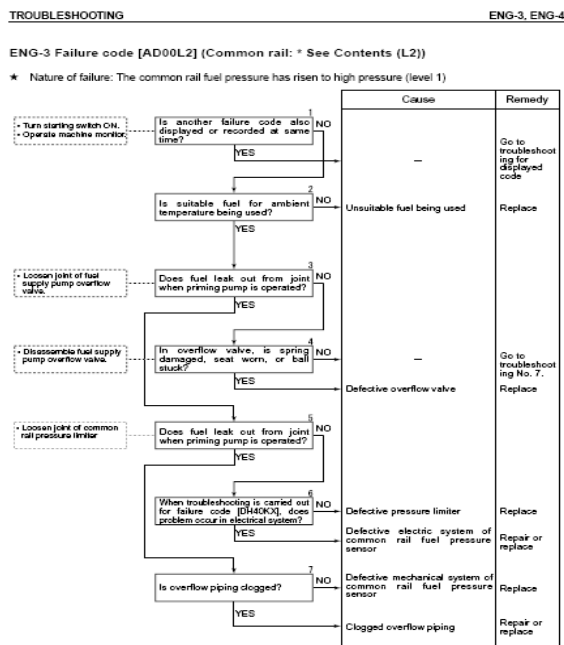 TROUBLESHOOTING
ENG-3, ENG-4
ENG-3 Failure code [AD00L2] (Common rail: * See Contents (L2))
★ Nature of failure: The common rail fuel pressure has risen to high pressure (level 1)
Cause
Remedy
• Turn starting switch ON.
• Operate machine monitor.
1
Is another failure code also
displayed or recorded at same
time?
NO
YES
–
Go to
troubleshoot
ing for
displayed
code
2
Is suitable fuel for ambient
temperature being used?
NO
YES
Unsuitable fuel being used
Replace
• Loosen joint of fuel
supply pump overflow
valve.
3
Does fuel leak out from joint
when priming pump is operated?
NO
YES
• Disassemble fuel supply
pump overflow valve.
4
In overflow valve, is spring
damaged, seat worn, or ball
stuck?
NO
YES
–
Go to
troubleshoot
ing No. 7.
Defective overflow valve
Replace
• Loosen joint of common
rail pressure limiter
5
Does fuel leak out from joint
when priming pump is operated?
NO
YES
6
When troubleshooting is carried out
for failure code [DH40KX], does
problem occur in electrical system?
NO
YES
Defective pressure limiter
Replace
Defective electric system of
common rail fuel pressure
sensor
Repair or
replace
7
Is overflow piping clogged?
NO
YES
Defective mechanical system of
common rail fuel pressure
sensor
Replace
Clogged overflow piping
Repair or
replace